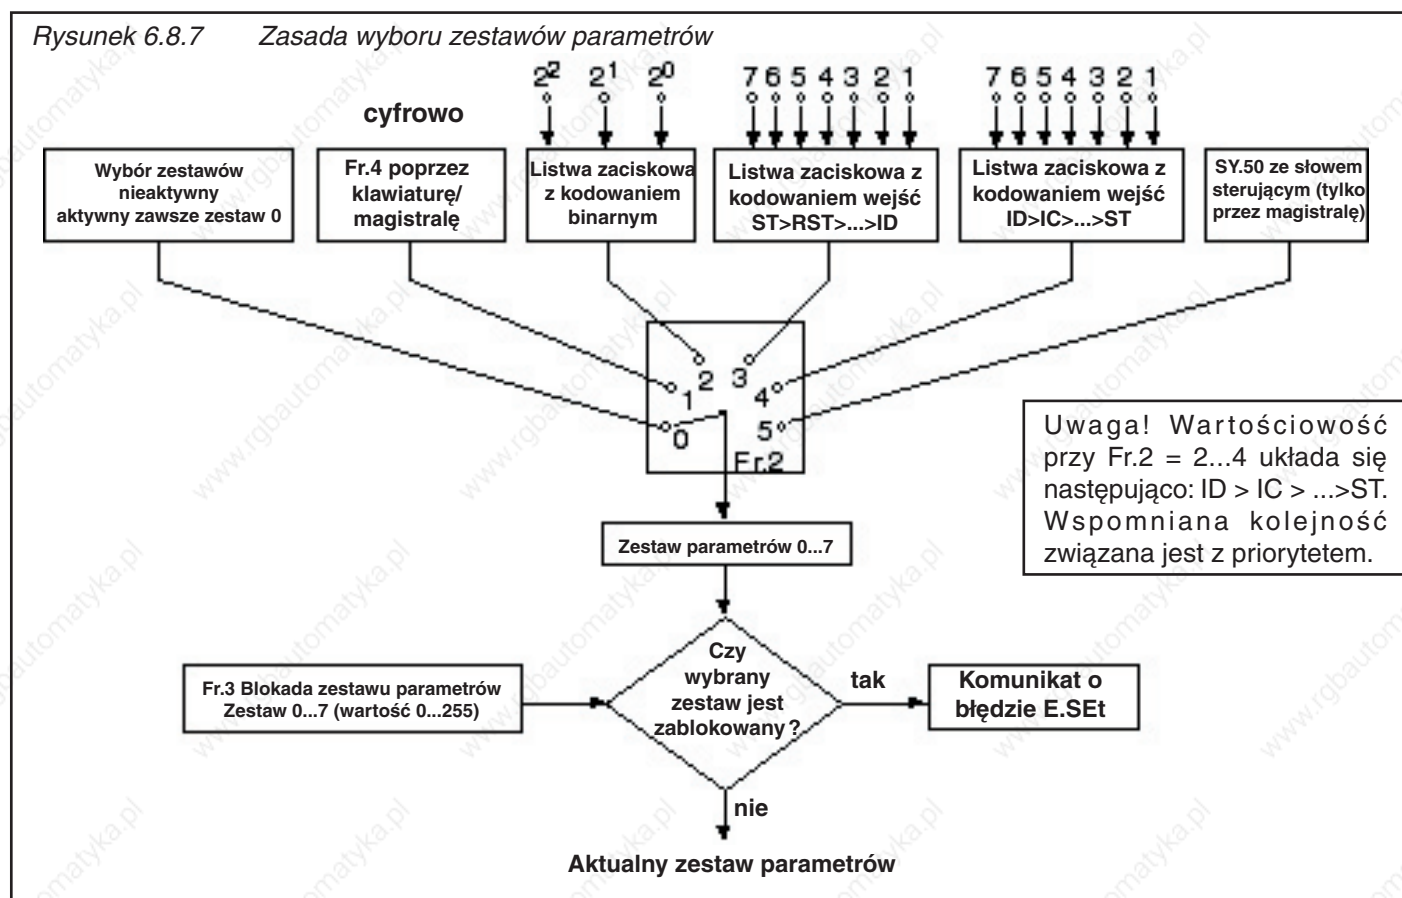 Rysunek 6.8.7 Zasada wyboru zestawów parametrów
2² 2¹ 2⁰
7 6 5 4 3 2 1
7 6 5 4 3 2 1
cyfrowo
Wybór zestawów
nieaktywny
aktywny zawsze zestaw 0
Fr.4 poprzez
klawiaturę/
magistralę
Listwa zaciskowa
z kodowaniem
binarnym
Listwa zaciskowa z
kodowaniem wejść
ST>RST>...>ID
Listwa zaciskowa z
kodowaniem wejść
ID>IC>...>ST
SY.50 ze słowem
sterującym (tylko
przez magistralę)
0
1
2
3
4
5
Fr.2
Uwaga! Wartościowość
przy Fr.2 = 2...4 układa się
następująco: ID > IC > ...>ST.
Wspomniana kolejność
związana jest z priorytetem.
Zestaw parametrów 0...7
Fr.3 Blokada zestawu parametrów
Zestaw 0...7 (wartość 0...255)
Czy
wybrany
zestaw jest
zablokowany ?
tak
Komunikat o
błędzie E.SEt
nie
Aktualny zestaw parametrów
www.rgbautomatyka.pl